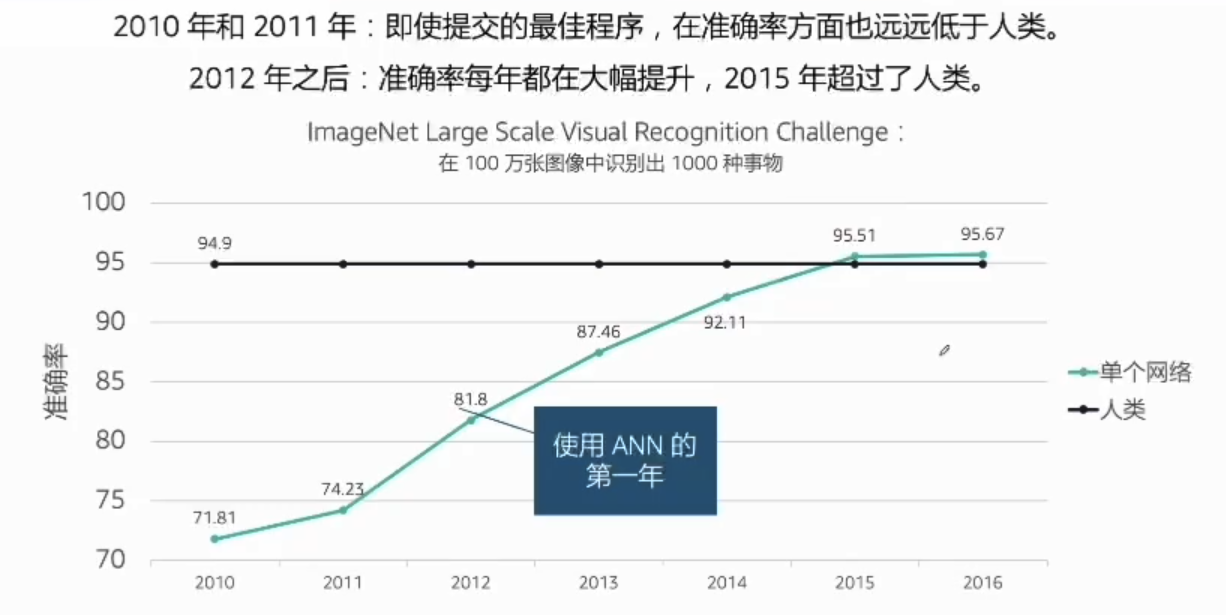 2010 年和 2011 年：即使提交的最佳程序，在准确率方面也远远低于人类。
2012 年之后：准确率每年都在大幅提升，2015 年超过了人类。
ImageNet Large Scale Visual Recognition Challenge：
在 100 万张图像中识别出 1000 种事物
准确率
100
95
90
85
80
75
70
94.9
71.81
74.23
81.8
87.46
92.11
95.51
95.67
使用 ANN 的
第一年
单个网络
人类
2010
2011
2012
2013
2014
2015
2016